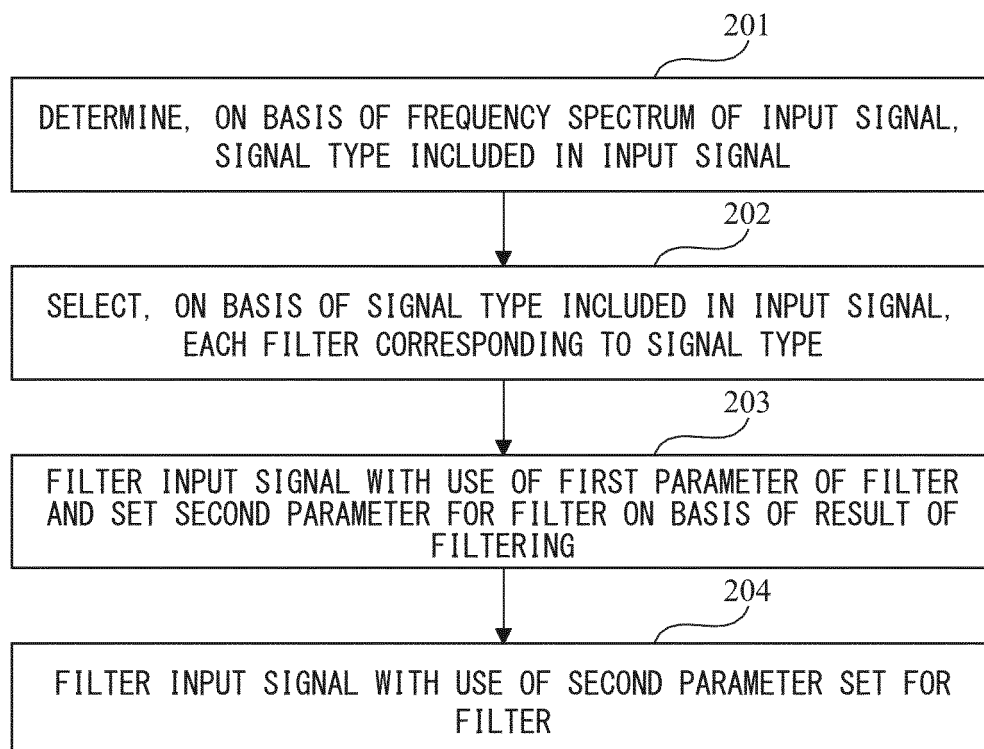 201
DETERMINE, ON BASIS OF FREQUENCY SPECTRUM OF INPUT SIGNAL,
SIGNAL TYPE INCLUDED IN INPUT SIGNAL
202
SELECT, ON BASIS OF SIGNAL TYPE INCLUDED IN INPUT SIGNAL,
EACH FILTER CORRESPONDING TO SIGNAL TYPE
203
FILTER INPUT SIGNAL WITH USE OF FIRST PARAMETER OF FILTER
AND SET SECOND PARAMETER FOR FILTER ON BASIS OF RESULT OF
FILTERING
204
FILTER INPUT SIGNAL WITH USE OF SECOND PARAMETER SET FOR
FILTER